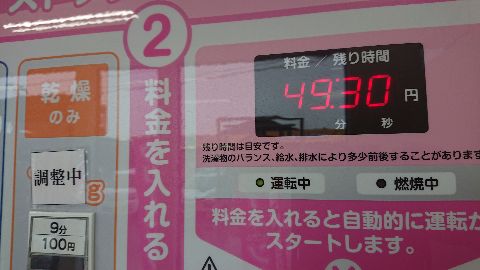 スト
2
料金を入れる
乾燥
のみ
調整中
g
9分
100円
料金／残り時間
49:30 円
分 秒
残り時間は目安です。
洗濯物のバランス、給水、排水により多少前後することがあります
運転中
燃焼中
料金を入れると自動的に運転が
スタートします。